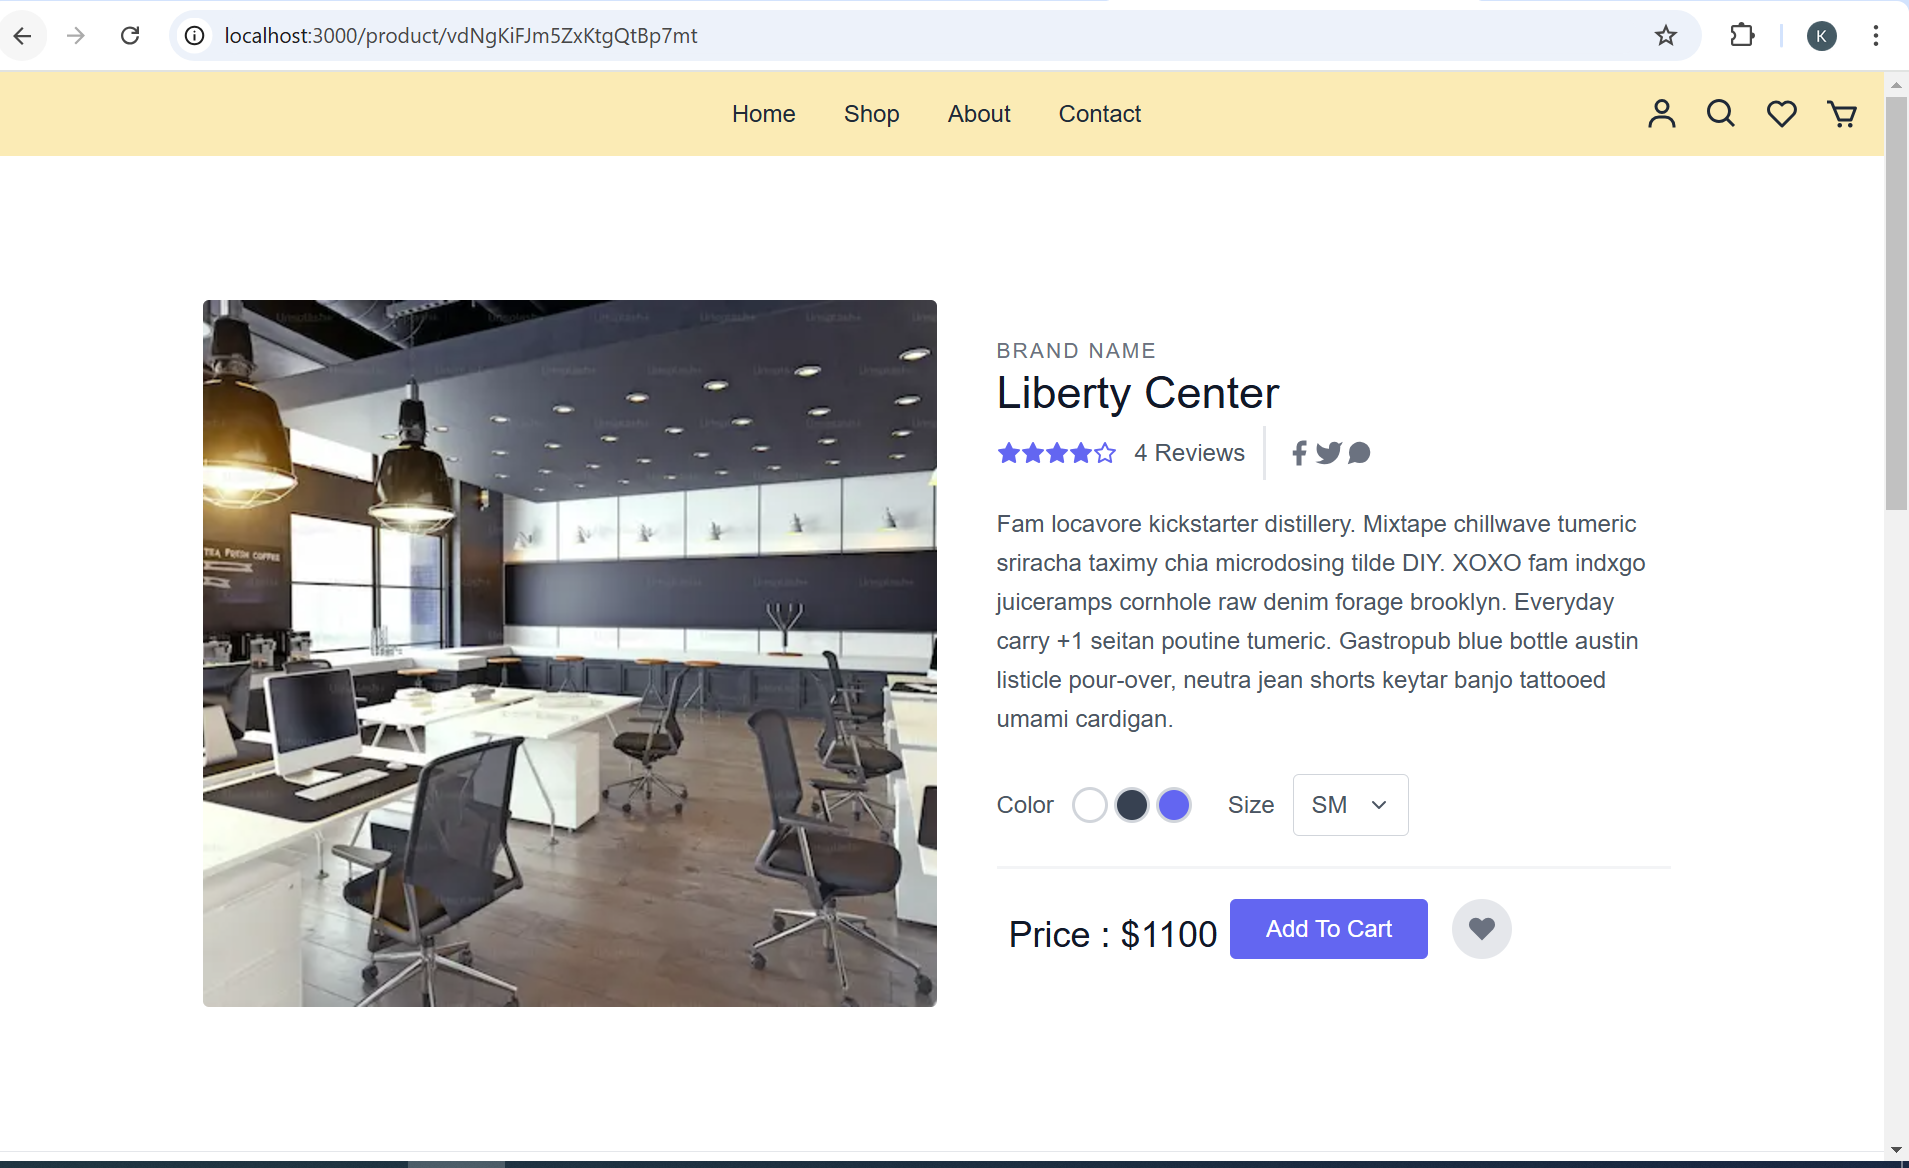 localhost:3000/product/vdNgKiFJm5ZxKtgQtBp7mt
K
Home Shop About Contact
TEA FRESH COFFEE
BRAND NAME
Liberty Center
4 Reviews
Fam locavore kickstarter distillery. Mixtape chillwave tumeric
sriracha taximy chia microdosing tilde DIY. XOXO fam indxgo
juiceramps cornhole raw denim forage brooklyn. Everyday
carry +1 seitan poutine tumeric. Gastropub blue bottle austin
listicle pour-over, neutra jean shorts keytar banjo tattooed
umami cardigan.
Color Size SM
Price : $1100 Add To Cart